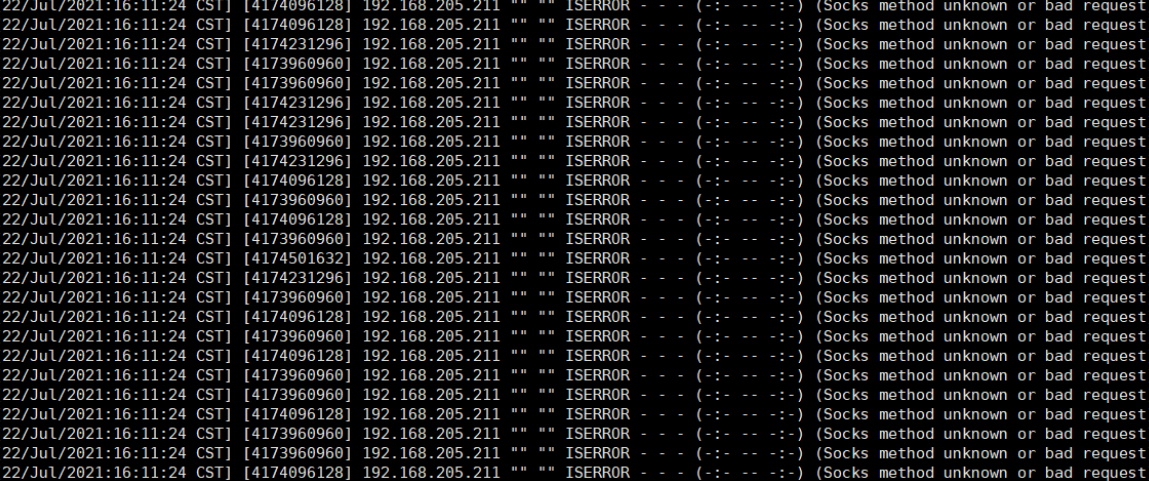 22/Jul/2021:16:11:24 CST] [4174096128] 192.168.205.211 "" "" ISERROR - - - (-:- --- -:-) (Socks method unknown or bad request
22/Jul/2021:16:11:24 CST] [4174096128] 192.168.205.211 "" "" ISERROR - - - (-:- --- -:-) (Socks method unknown or bad request
22/Jul/2021:16:11:24 CST] [4174231296] 192.168.205.211 "" "" ISERROR - - - (-:- --- -:-) (Socks method unknown or bad request
22/Jul/2021:16:11:24 CST] [4173960960] 192.168.205.211 "" "" ISERROR - - - (-:- --- -:-) (Socks method unknown or bad request
22/Jul/2021:16:11:24 CST] [4173960960] 192.168.205.211 "" "" ISERROR - - - (-:- --- -:-) (Socks method unknown or bad request
22/Jul/2021:16:11:24 CST] [4174231296] 192.168.205.211 "" "" ISERROR - - - (-:- --- -:-) (Socks method unknown or bad request
22/Jul/2021:16:11:24 CST] [4174231296] 192.168.205.211 "" "" ISERROR - - - (-:- --- -:-) (Socks method unknown or bad request
22/Jul/2021:16:11:24 CST] [4173960960] 192.168.205.211 "" "" ISERROR - - - (-:- --- -:-) (Socks method unknown or bad request
22/Jul/2021:16:11:24 CST] [4174231296] 192.168.205.211 "" "" ISERROR - - - (-:- --- -:-) (Socks method unknown or bad request
22/Jul/2021:16:11:24 CST] [4174096128] 192.168.205.211 "" "" ISERROR - - - (-:- --- -:-) (Socks method unknown or bad request
22/Jul/2021:16:11:24 CST] [4173960960] 192.168.205.211 "" "" ISERROR - - - (-:- --- -:-) (Socks method unknown or bad request
22/Jul/2021:16:11:24 CST] [4174096128] 192.168.205.211 "" "" ISERROR - - - (-:- --- -:-) (Socks method unknown or bad request
22/Jul/2021:16:11:24 CST] [4173960960] 192.168.205.211 "" "" ISERROR - - - (-:- --- -:-) (Socks method unknown or bad request
22/Jul/2021:16:11:24 CST] [4174501632] 192.168.205.211 "" "" ISERROR - - - (-:- --- -:-) (Socks method unknown or bad request
22/Jul/2021:16:11:24 CST] [4174231296] 192.168.205.211 "" "" ISERROR - - - (-:- --- -:-) (Socks method unknown or bad request
22/Jul/2021:16:11:24 CST] [4173960960] 192.168.205.211 "" "" ISERROR - - - (-:- --- -:-) (Socks method unknown or bad request
22/Jul/2021:16:11:24 CST] [4174096128] 192.168.205.211 "" "" ISERROR - - - (-:- --- -:-) (Socks method unknown or bad request
22/Jul/2021:16:11:24 CST] [4173960960] 192.168.205.211 "" "" ISERROR - - - (-:- --- -:-) (Socks method unknown or bad request
22/Jul/2021:16:11:24 CST] [4174096128] 192.168.205.211 "" "" ISERROR - - - (-:- --- -:-) (Socks method unknown or bad request
22/Jul/2021:16:11:24 CST] [4173960960] 192.168.205.211 "" "" ISERROR - - - (-:- --- -:-) (Socks method unknown or bad request
22/Jul/2021:16:11:24 CST] [4173960960] 192.168.205.211 "" "" ISERROR - - - (-:- --- -:-) (Socks method unknown or bad request
22/Jul/2021:16:11:24 CST] [4174096128] 192.168.205.211 "" "" ISERROR - - - (-:- --- -:-) (Socks method unknown or bad request
22/Jul/2021:16:11:24 CST] [4173960960] 192.168.205.211 "" "" ISERROR - - - (-:- --- -:-) (Socks method unknown or bad request
22/Jul/2021:16:11:24 CST] [4173960960] 192.168.205.211 "" "" ISERROR - - - (-:- --- -:-) (Socks method unknown or bad request
22/Jul/2021:16:11:24 CST] [4174096128] 192.168.205.211 "" "" ISERROR - - - (-:- --- -:-) (Socks method unknown or bad request